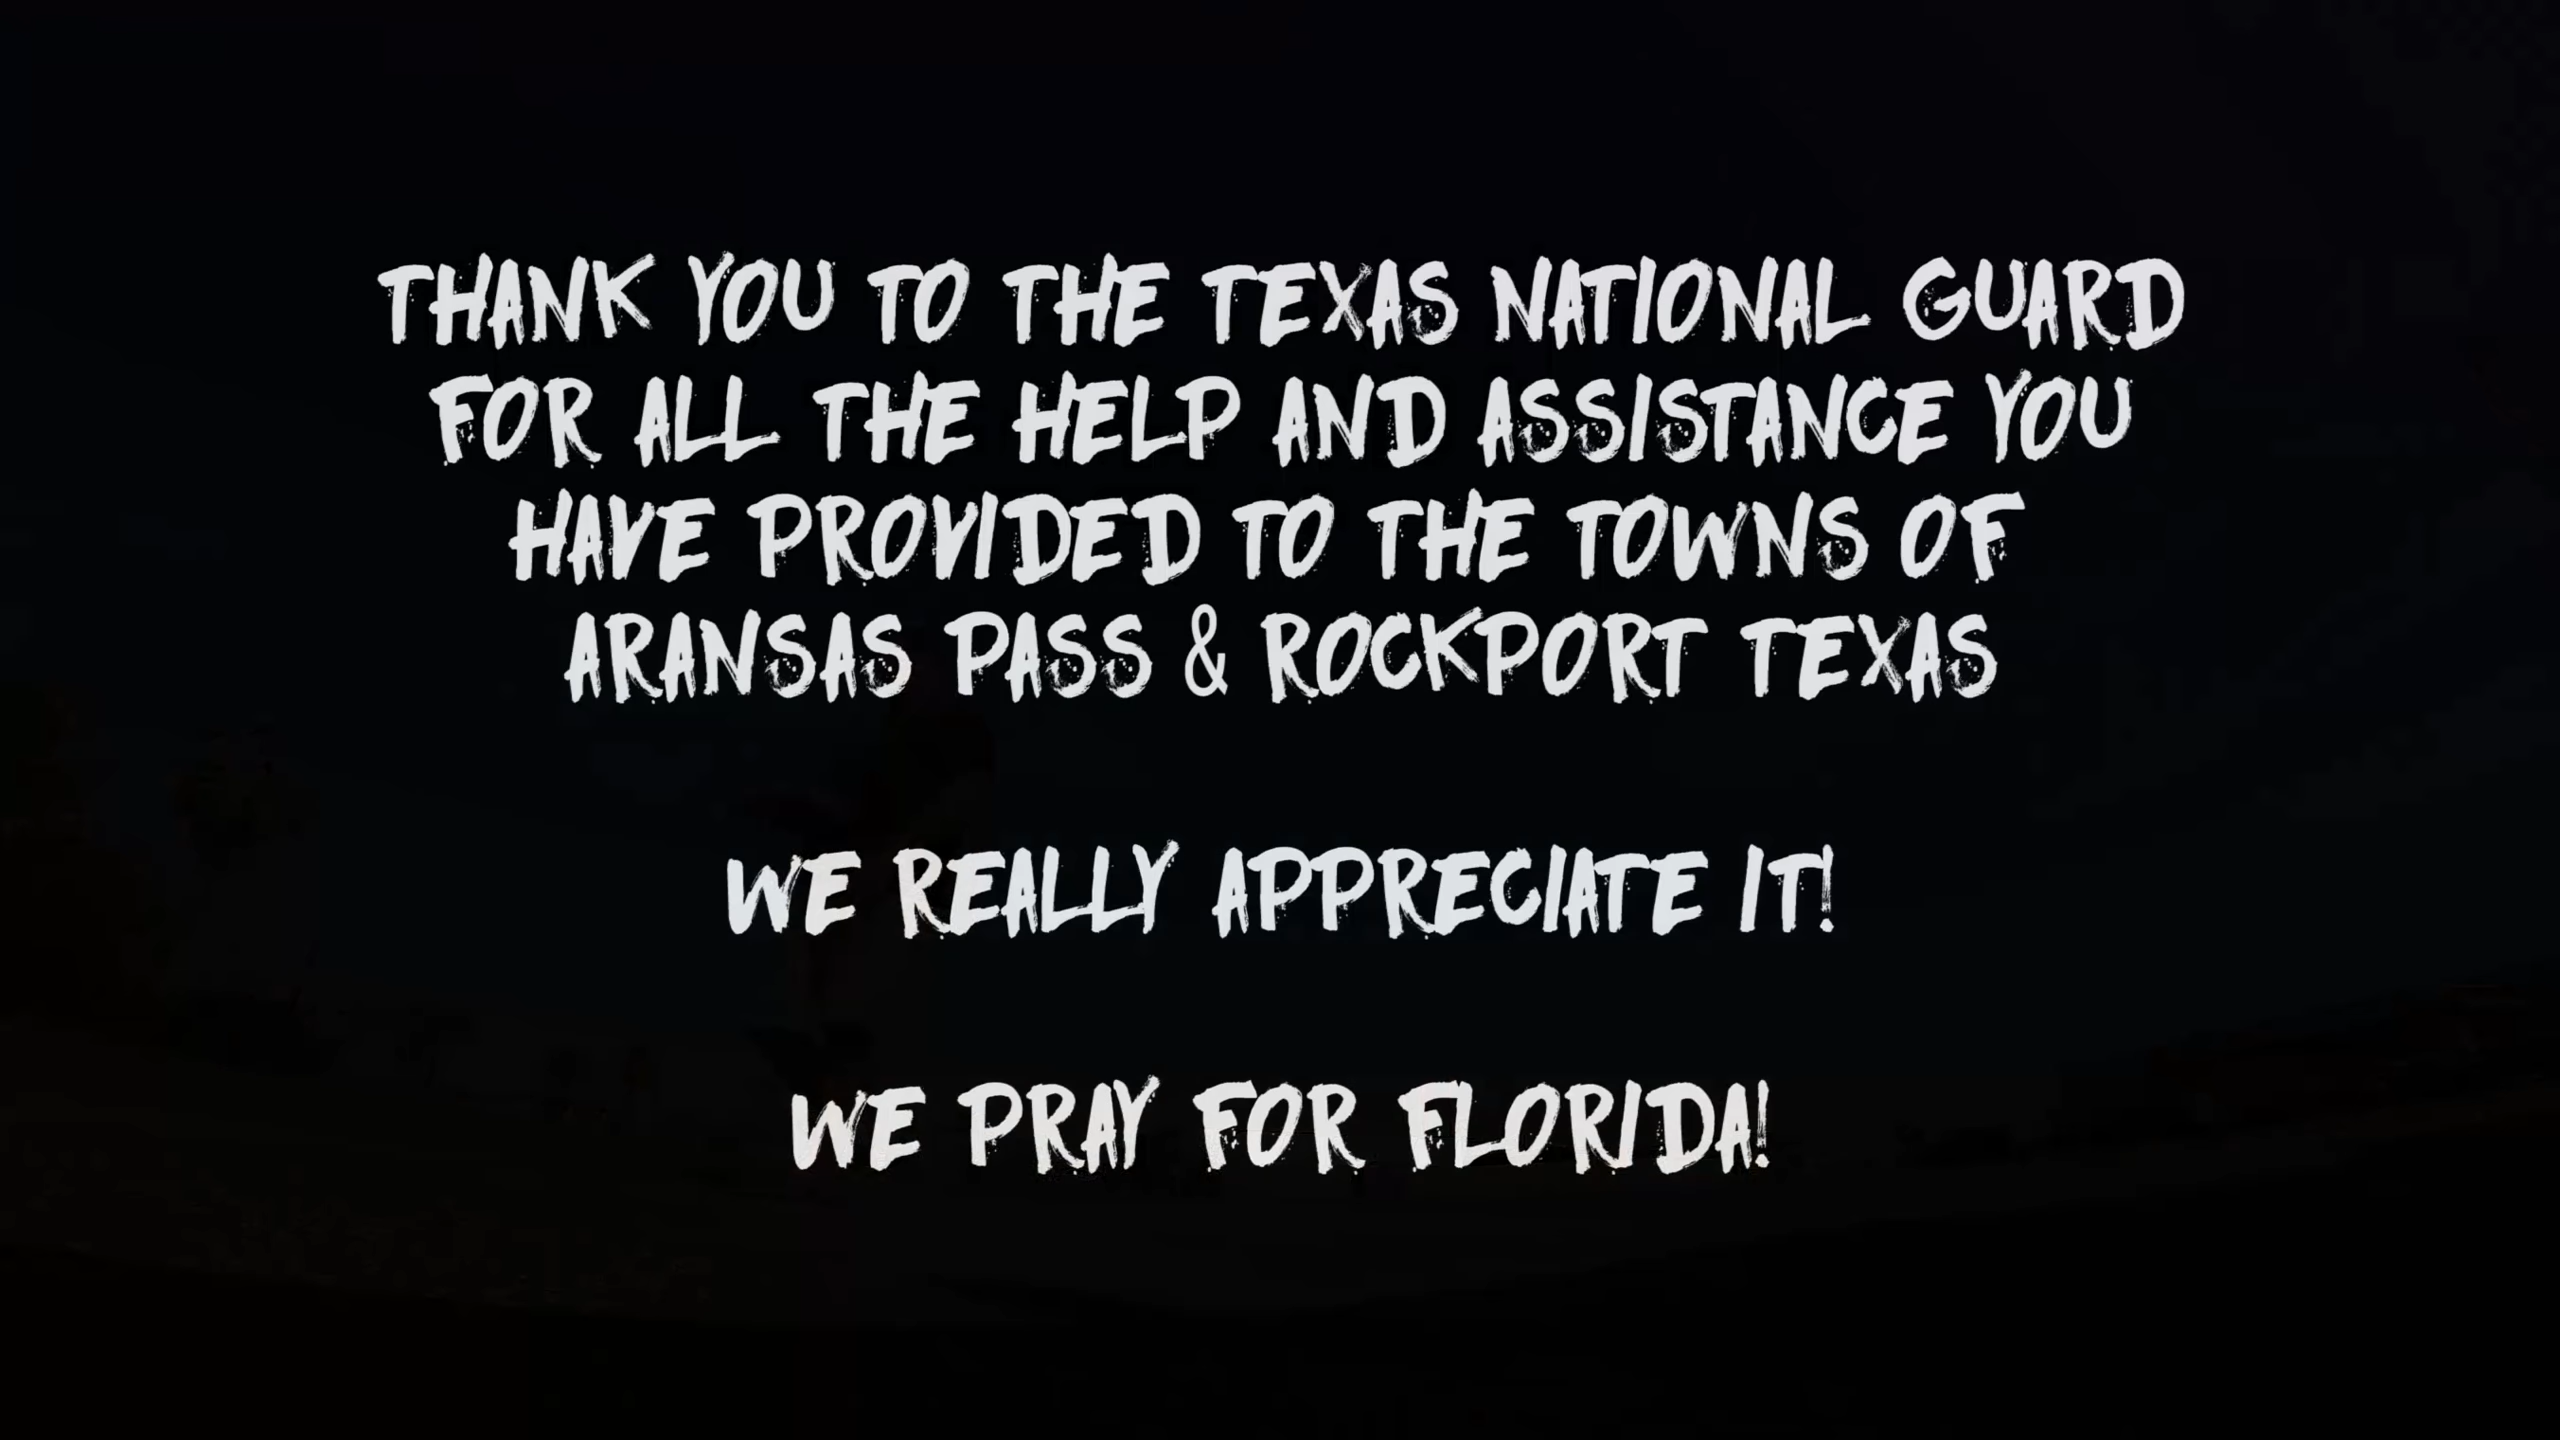 THANK YOU TO THE TEXAS NATIONAL GUARD
FOR ALL THE HELP AND ASSISTANCE YOU
HAVE PROVIDED TO THE TOWNS OF
ARANSAS PASS & ROCKPORT TEXAS
WE REALLY APPRECIATE IT!
WE PRAY FOR FLORIDA!